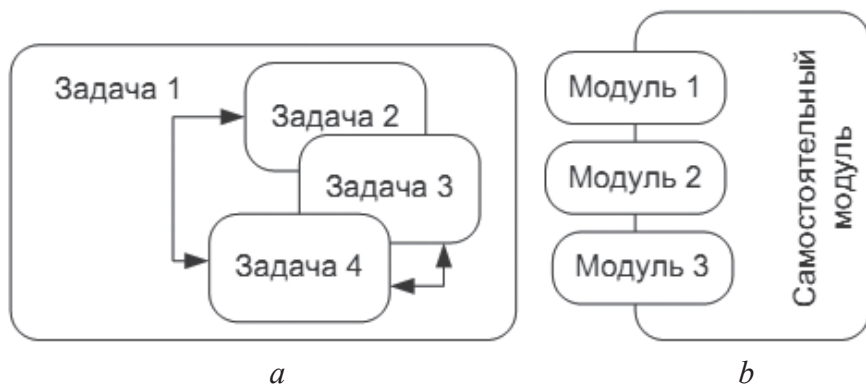 Задача 1
Задача 2
Задача 3
Задача 4
a
Модуль 1
Модуль 2
Модуль 3
Самостоятельный
модуль
b